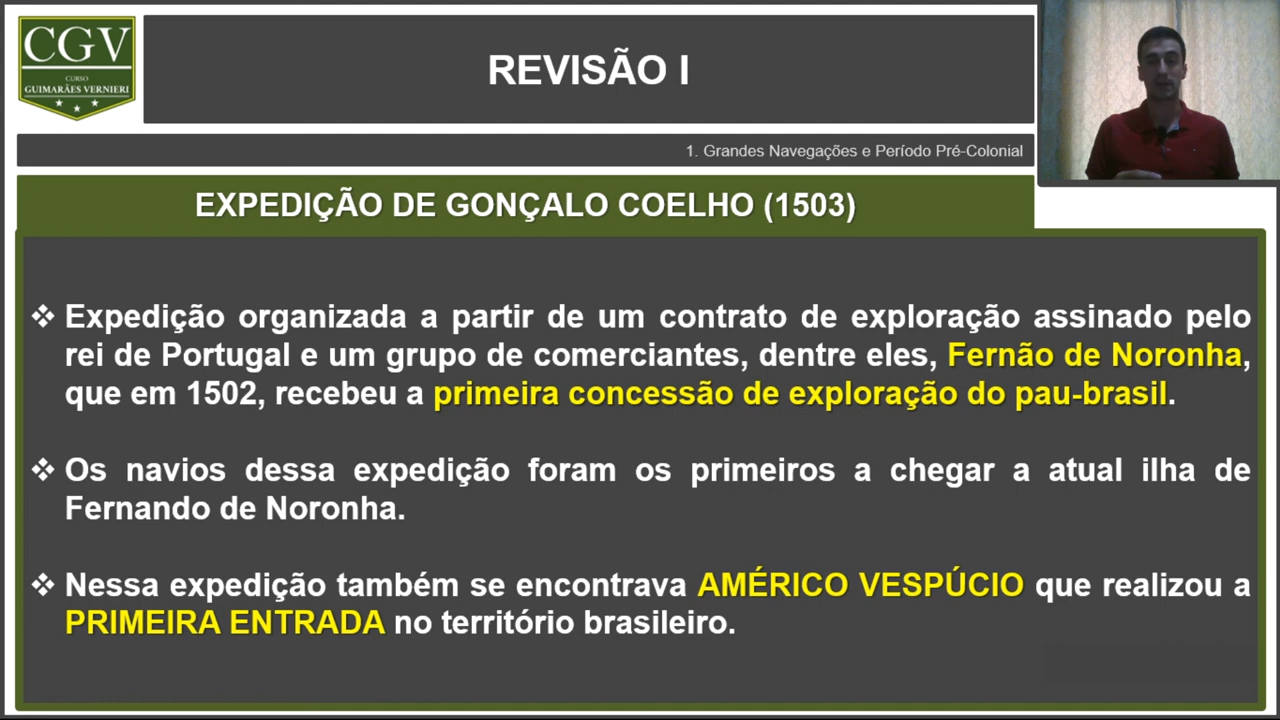 CGV
CURSO
GUIMARÃES VERNIERI
REVISÃO I
1. Grandes Navegações e Período Pré-Colonial
EXPEDIÇÃO DE GONÇALO COELHO (1503)
❖ Expedição organizada a partir de um contrato de exploração assinado pelo
rei de Portugal e um grupo de comerciantes, dentre eles, Fernão de Noronha,
que em 1502, recebeu a primeira concessão de exploração do pau-brasil.
❖ Os navios dessa expedição foram os primeiros a chegar a atual ilha de
Fernando de Noronha.
❖ Nessa expedição também se encontrava AMÉRICO VESPÚCIO que realizou a
PRIMEIRA ENTRADA no território brasileiro.